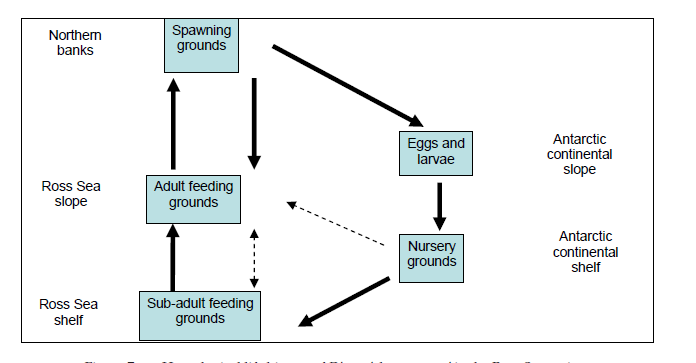 Northern
banks
Spawning
grounds
Eggs and
larvae
Antarctic
continental
slope
Ross Sea
slope
Adult feeding
grounds
Nursery
grounds
Antarctic
continental
shelf
Ross Sea
shelf
Sub-adult feeding
grounds